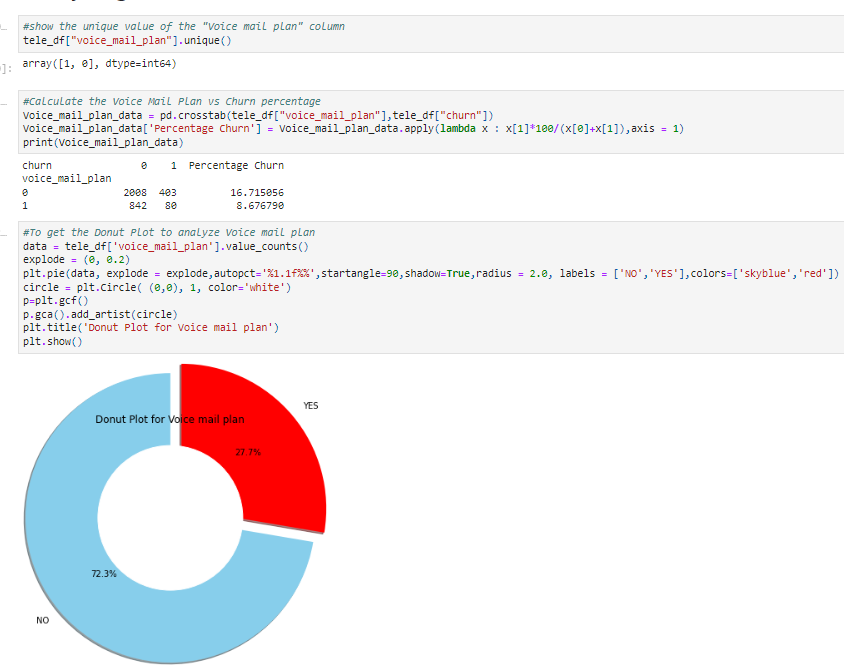 #show the unique value of the "Voice mail plan" column
tele_df["voice_mail_plan"].unique()
]:
array([1, 0], dtype=int64)
#Calculate the Voice Mail Plan vs Churn percentage
Voice_mail_plan_data = pd.crosstab(tele_df["voice_mail_plan"],tele_df["churn"])
Voice_mail_plan_data['Percentage Churn'] = Voice_mail_plan_data.apply(lambda x : x[1]*100/(x[0]+x[1]),axis = 1)
print(Voice_mail_plan_data)
churn 0 1 Percentage Churn
voice_mail_plan
0 2008 403 16.715056
1 842 80 8.676790
#To get the Donut Plot to analyze Voice mail plan
data = tele_df['voice_mail_plan'].value_counts()
explode = (0, 0.2)
plt.pie(data, explode = explode,autopct='%1.1f%%',startangle=90,shadow=True,radius = 2.0, labels = ['NO','YES'],colors=['skyblue','red'])
circle = plt.Circle( (0,0), 1, color='white')
p=plt.gcf()
p.gca().add_artist(circle)
plt.title('Donut Plot for Voice mail plan')
plt.show()
YES
Donut Plot for Voice mail plan
27.7%
72.3%
NO